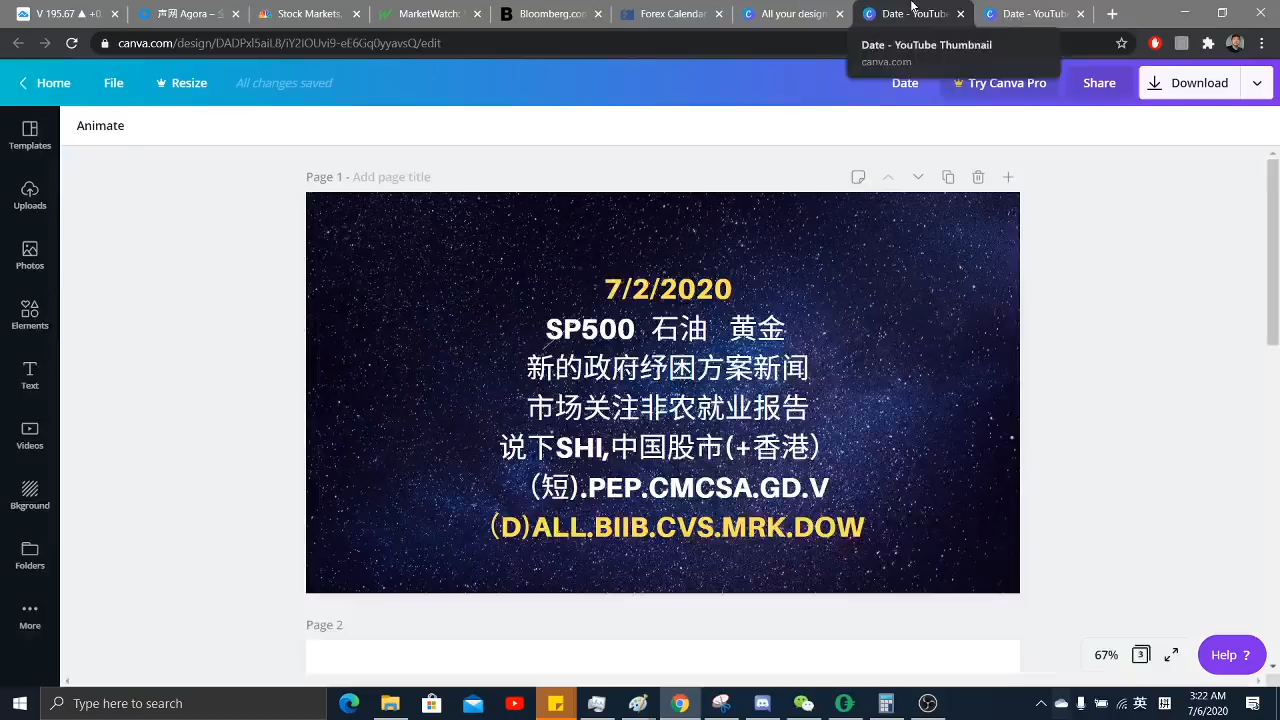 V 195.67 ▲ +0.
声网 Agora – S
Stock Pages |
MarketWatch:
Bloomberg.com
Forex Calendar
All your design
Date - YouTube
Date - YouTub
canva.com/design/DADPxl5aiL8/iY2IOUvi9-eE6Gq0yyavsQ/edit
Date - YouTube Thumbnail
canva.com
Home
File
Resize
All changes saved
Date
Try Canva Pro
Share
Download
Templates
Uploads
Photos
Elements
Text
Videos
Bkground
Folders
More
Animate
Page 1 - Add page title
7/2/2020
SP500 石油 黄金
新的政府纾困方案新闻
市场关注非农就业报告
说下SHI,中国股市(+香港）
（短).PEP.CMCSA.GD.V
（D)ALL.BIIB.CVS.MRK.DOW
Page 2
67%
3
Help ?
Type here to search
英
拼
3:22 AM
7/6/2020